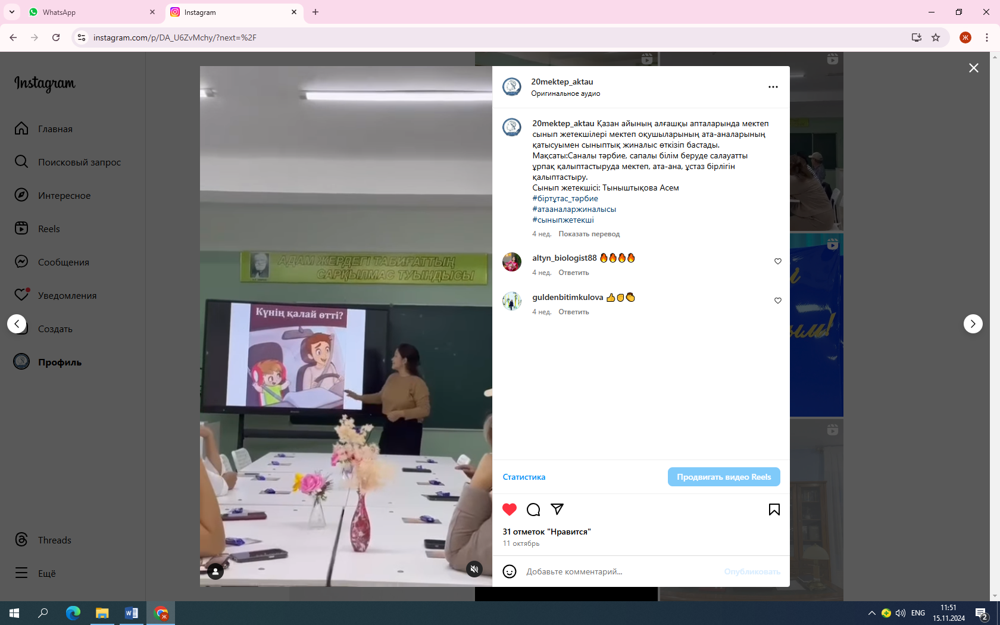 WhatsApp
Instagram
instagram.com/p/DA_U6ZvMchy/?next=%2F
Ж
Instagram
Главная
Поисковый запрос
Интересное
Reels
Сообщения
Уведомления
Создать
Профиль
Threads
Ещё
АДАМ ЖЕРДЕГІ ТАБИҒАТТЫҢ
САРҚЫЛМАС ТУЫНДЫСЫ
Күнің қалай өтті?
20mektep_aktau
Оригинальное аудио
20mektep_aktau Қазан айының алғашқы апталарында мектеп
сынып жетекшілері мектеп оқушыларының ата-аналарының
қатысуымен сыныптық жиналыс өткізіп бастады.
Мақсаты:Саналы тәрбие, сапалы білім беруде салауатты
ұрпақ қалыптастыруда мектеп, ата-ана, ұстаз бірлігін
қалыптастыру.
Сынып жетекшісі: Тыныштықова Асем
#біртұтас_тәрбие
#атааналаржиналысы
#сыныпжетекші
4 нед. Показать перевод
altyn_biologist88 🔥🔥🔥🔥
4 нед. Ответить
guldenbitimkulova 👍✊👏
4 нед. Ответить
Статистика
Продвигать видео Reels
31 отметок "Нравится"
11 октябрь
Добавьте комментарий...
Опубликовать
ENG
11:51
15.11.2024
2